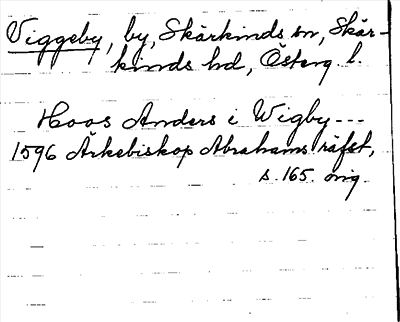 Viggeby, by, Skärkinds sn, Skär-
kinds hd, Österg. l.
Hoos Anders i Wigby---
1596 Ärkebiskop Abrahams räfst,
s. 165. orig.